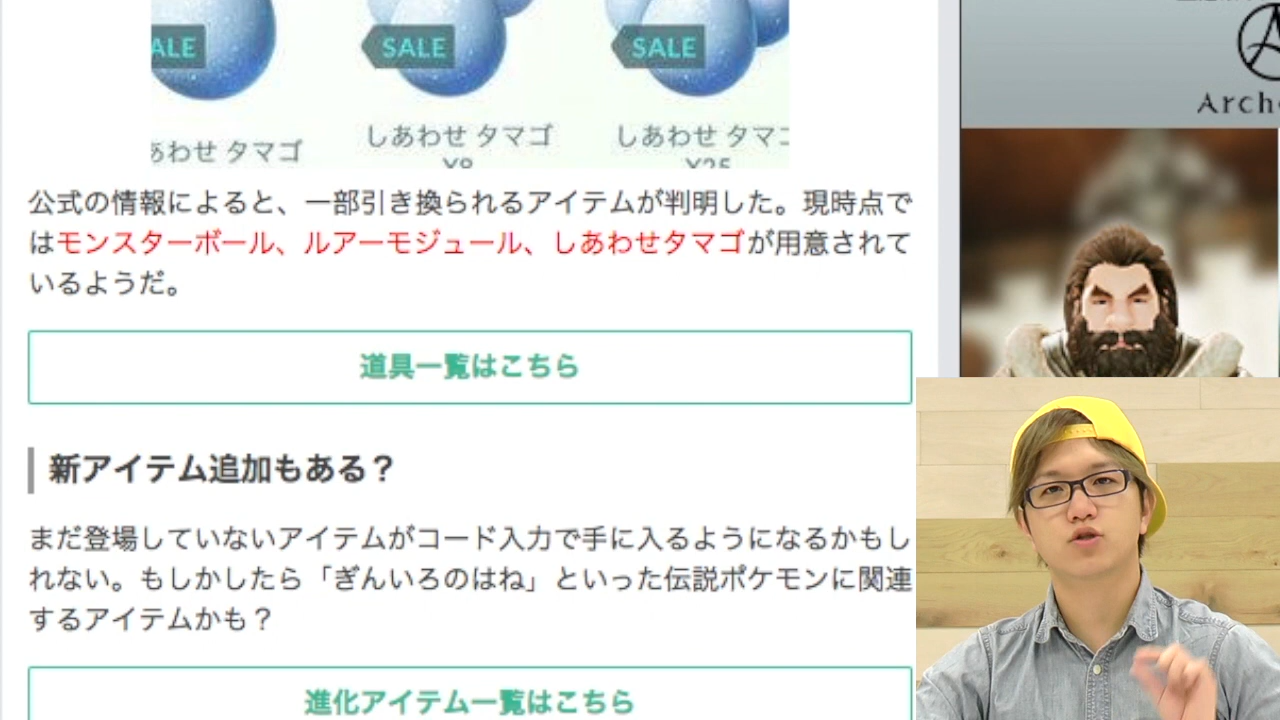 ALE
SALE
SALE
あわせ タマゴ
しあわせ タマゴ
しあわせ タマゴ
Arch
公式の情報によると、一部引き換られるアイテムが判明した。現時点で
はモンスターボール、ルアーモジュール、しあわせタマゴが用意されて
いるようだ。
道具一覧はこちら
新アイテム追加もある？
まだ登場していないアイテムがコード入力で手に入るようになるかもし
れない。もしかしたら「ぎんいろのはね」といった伝説ポケモンに関連
するアイテムかも？
進化アイテム一覧はこちら